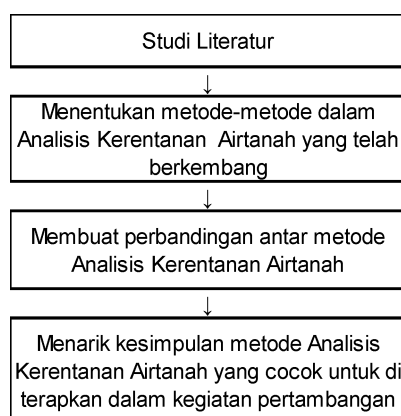 Studi Literatur
↓
Menentukan metode-metode dalam
Analisis Kerentanan Airtanah yang telah
berkembang
↓
Membuat perbandingan antar metode
Analisis Kerentanan Airtanah
↓
Menarik kesimpulan metode Analisis
Kerentanan Airtanah yang cocok untuk di
terapkan dalam kegiatan pertambangan